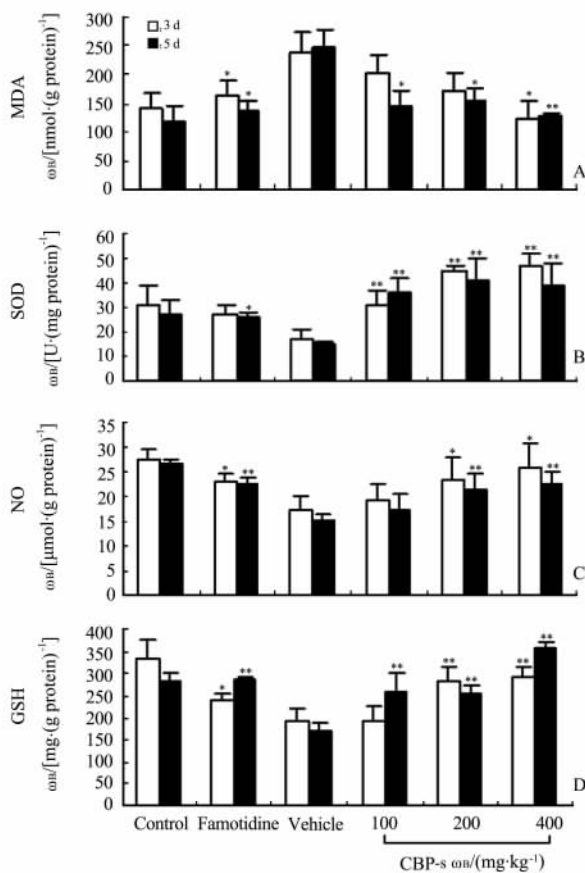 ,3 d
,5 d
MDA
ωB/[nmol·(g protein)⁻¹]
300
250
200
150
100
50
0
* * * * * **
A
SOD
ωB/[U·(mg protein)⁻¹]
60
50
40
30
20
10
0
* ** ** ** ** ** **
B
NO
ωB/[μmol·(g protein)⁻¹]
35
30
25
20
15
10
5
0
* ** * ** * **
C
GSH
ωB/[mg·(g protein)⁻¹]
400
350
300
250
200
150
100
50
0
* ** ** ** ** ** **
D
Control Famotidine Vehicle 100 200 400
CBP-s ωB/(mg·kg⁻¹)